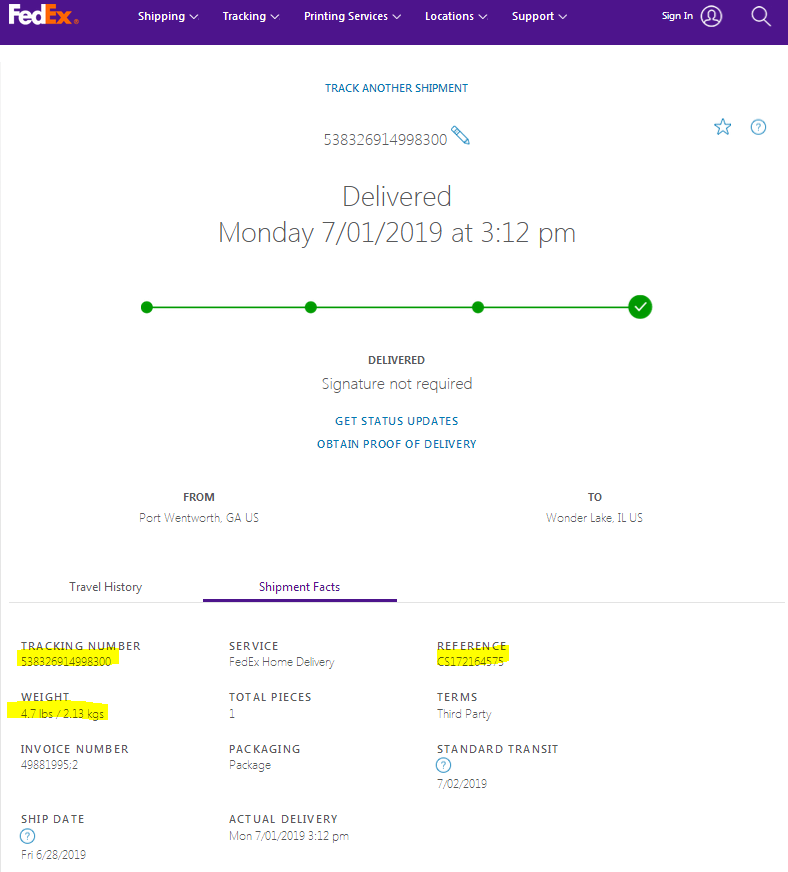 FedEx® Shipping Tracking Printing Services Locations Support Sign In
TRACK ANOTHER SHIPMENT
538326914998300
Delivered
Monday 7/01/2019 at 3:12 pm
DELIVERED
Signature not required
GET STATUS UPDATES
OBTAIN PROOF OF DELIVERY
FROM TO
Port Wentworth, GA US Wonder Lake, IL US
Travel History Shipment Facts
TRACKING NUMBER SERVICE REFERENCE
538326914998300 FedEx Home Delivery CS172164575
WEIGHT TOTAL PIECES TERMS
4.7 lbs / 2.13 kgs 1 Third Party
INVOICE NUMBER PACKAGING STANDARD TRANSIT
49881995;2 Package ?
7/02/2019
SHIP DATE ACTUAL DELIVERY
? Mon 7/01/2019 3:12 pm
Fri 6/28/2019